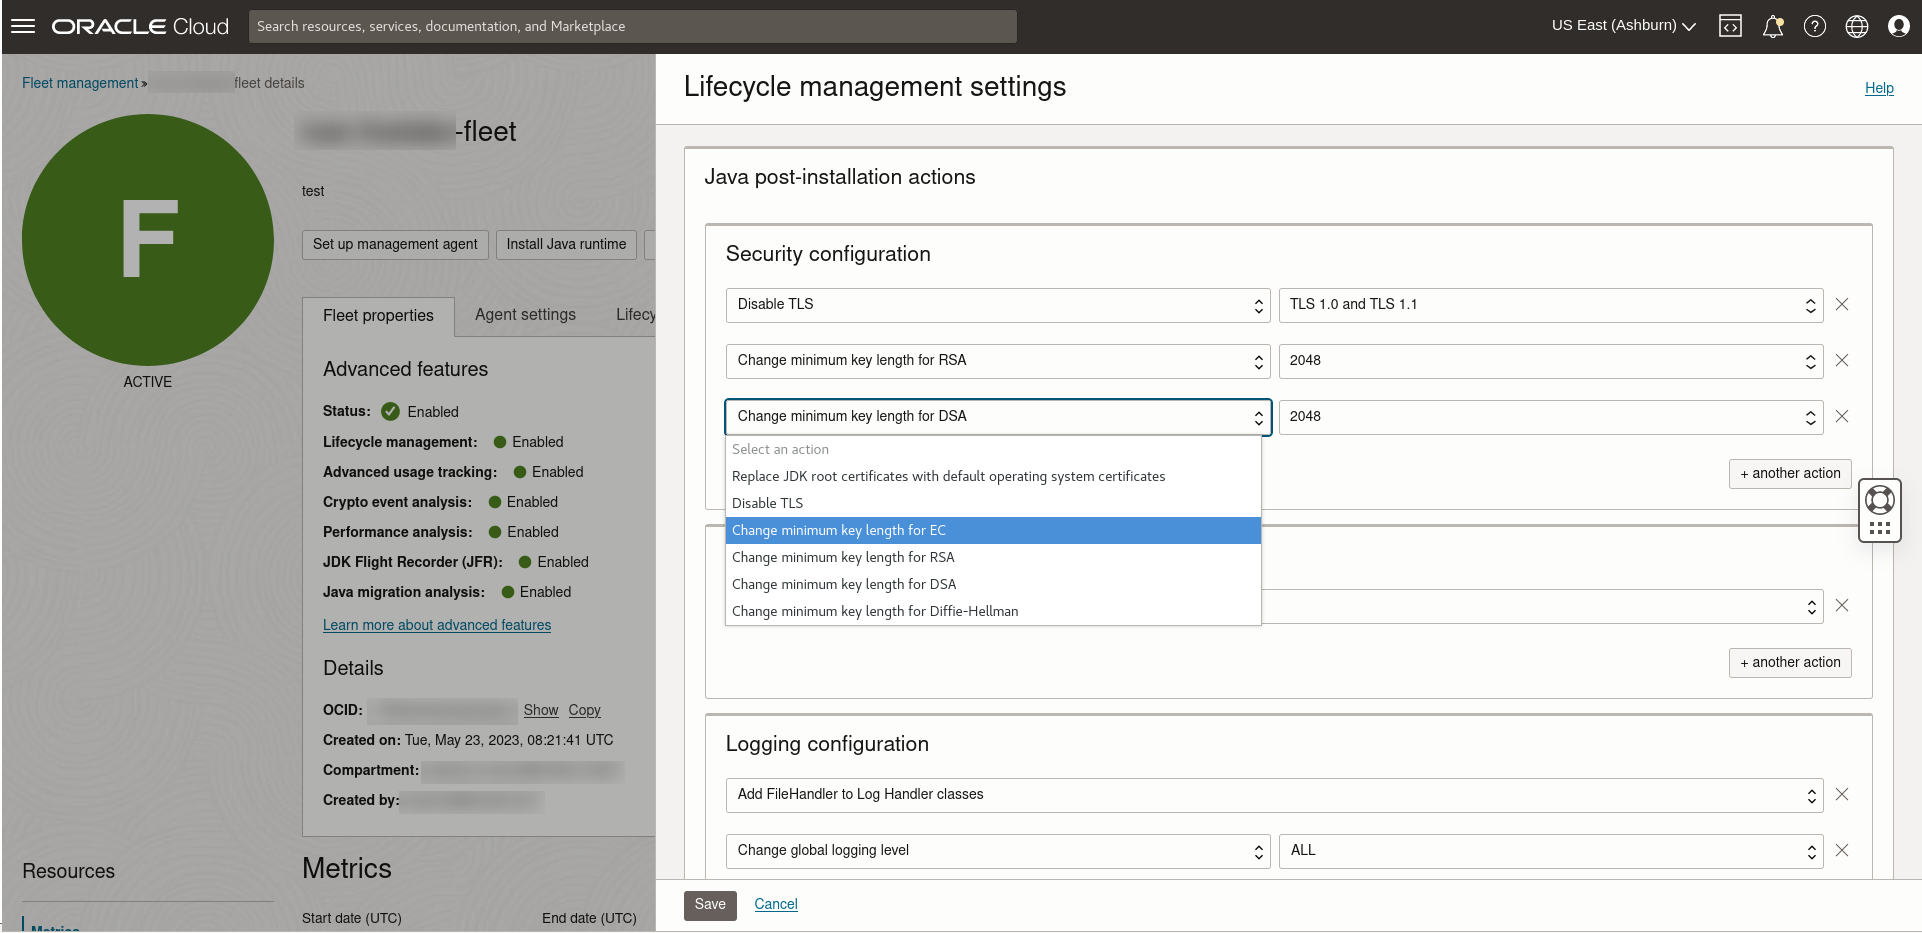 ORACLE Cloud
Search resources, services, documentation, and Marketplace
US East (Ashburn)
Fleet management » fleet details
F
ACTIVE
-fleet
test
Set up management agent
Install Java runtime
Fleet properties
Agent settings
Lifecy
Advanced features
Status: Enabled
Lifecycle management: Enabled
Advanced usage tracking: Enabled
Crypto event analysis: Enabled
Performance analysis: Enabled
JDK Flight Recorder (JFR): Enabled
Java migration analysis: Enabled
Learn more about advanced features
Details
OCID: Show Copy
Created on: Tue, May 23, 2023, 08:21:41 UTC
Compartment:
Created by:
Resources
Metrics
Metrics
Start date (UTC)
End date (UTC)
Lifecycle management settings
Help
Java post-installation actions
Security configuration
Disable TLS
TLS 1.0 and TLS 1.1
Change minimum key length for RSA
2048
Change minimum key length for DSA
2048
Select an action
Replace JDK root certificates with default operating system certificates
Disable TLS
Change minimum key length for EC
Change minimum key length for RSA
Change minimum key length for DSA
Change minimum key length for Diffie-Hellman
+ another action
+ another action
Logging configuration
Add FileHandler to Log Handler classes
Change global logging level
ALL
Save
Cancel